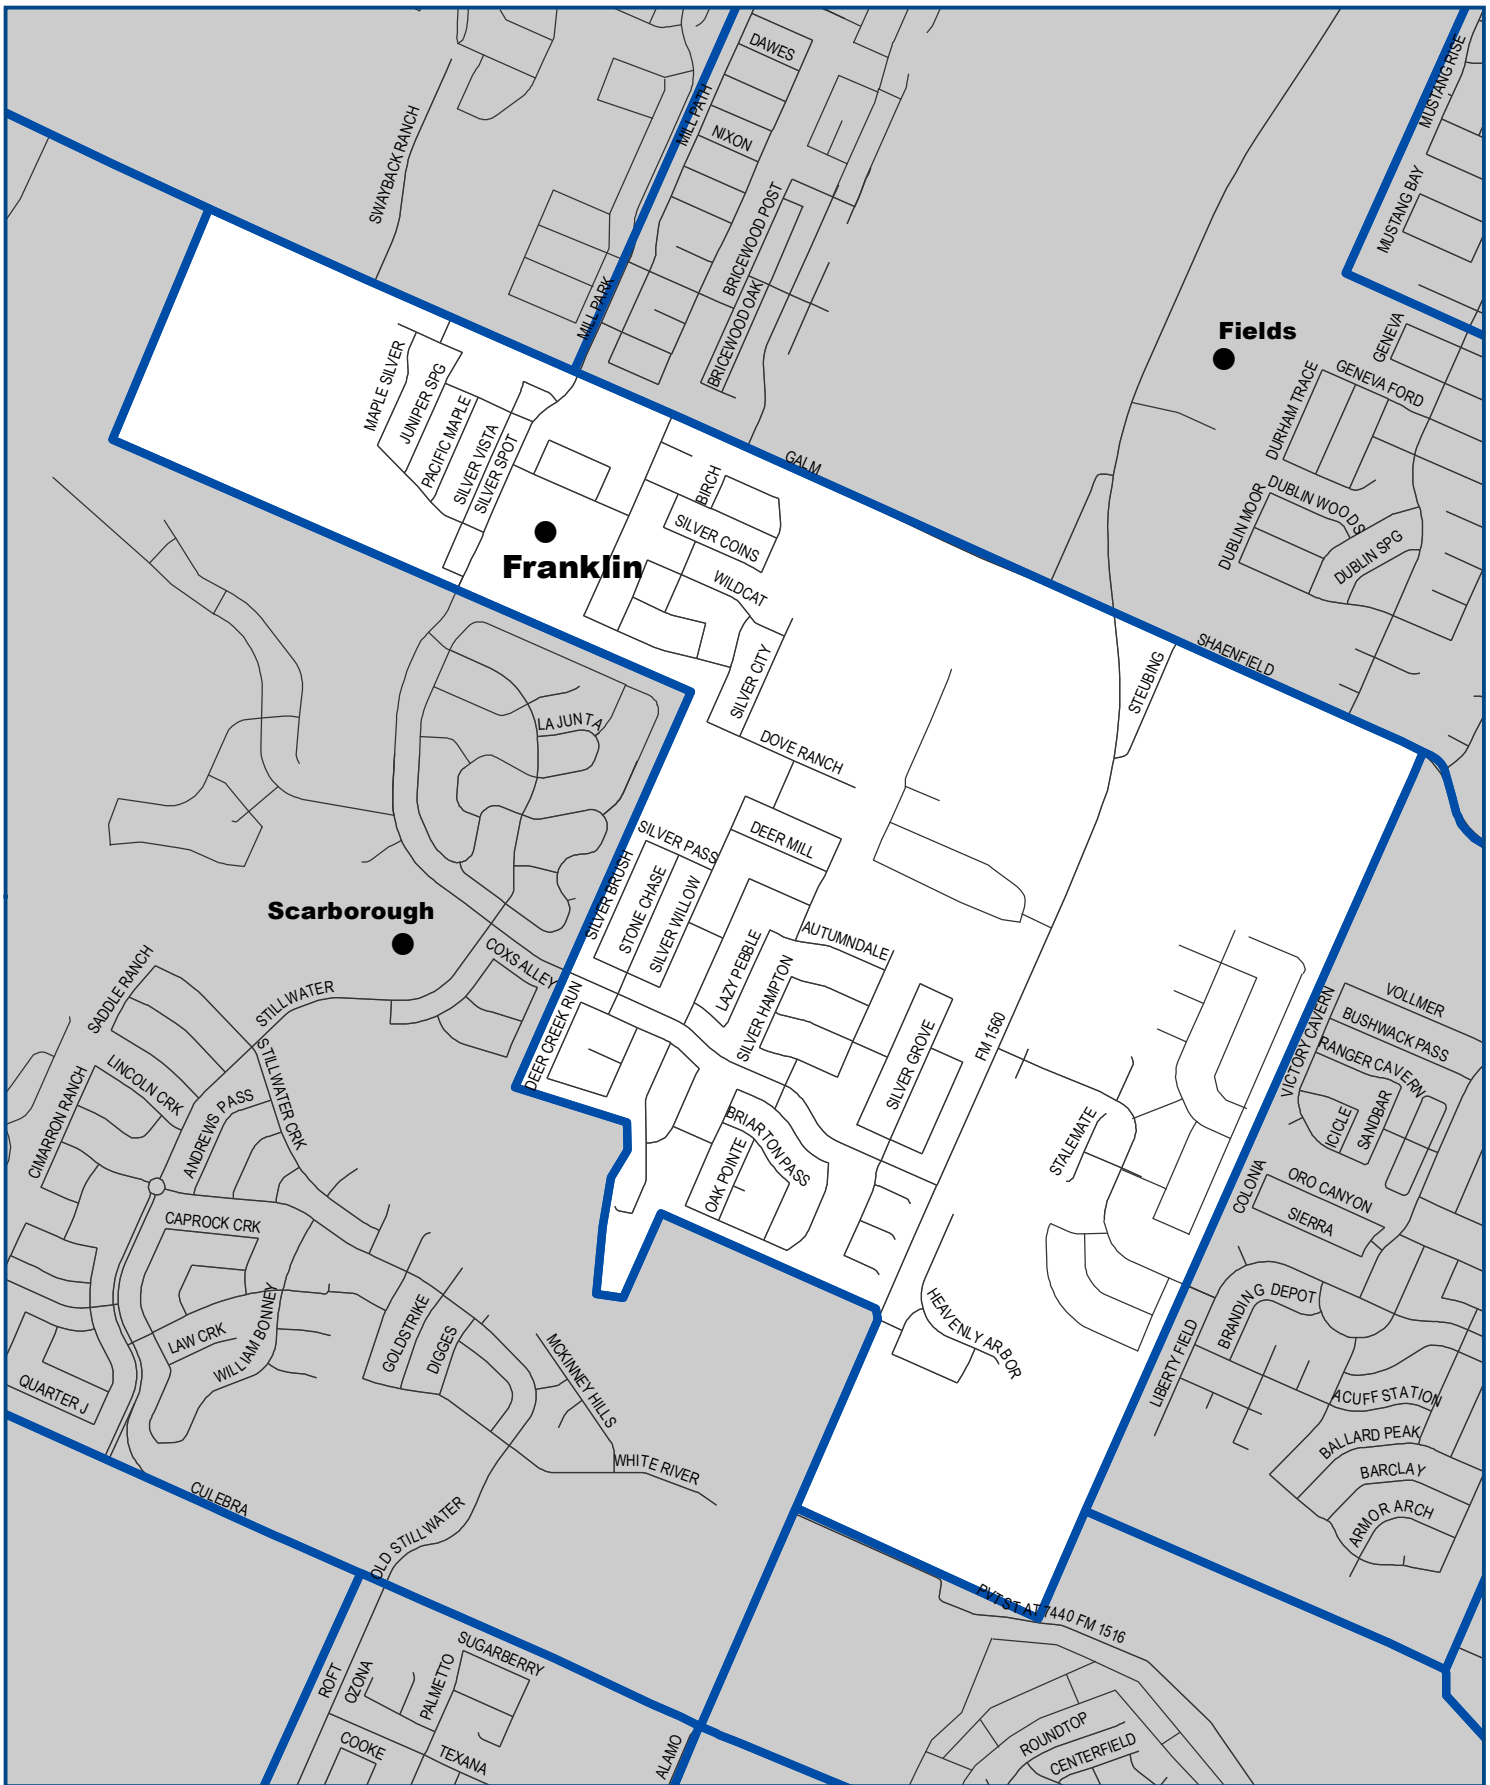 DAWES
MUSTANG RISE
MILL PATH
NIXON
SWAYBACK RANCH
MUSTANG BAY
BRICEWOOD POST
MILL PARK
BRICEWOOD OAK
Fields
GENEVA
GENEVA FORD
DURHAM TRACE
MAPLE SILVER
JUNIPER SPG
PACIFIC MAPLE
SILVER VISTA
SILVER SPOT
GALM
BIRCH
SILVER COINS
DUBLIN WOODS
DUBLIN MOOR
DUBLIN SPG
Franklin
WILDCAT
SHAENFIELD
STEUBING
SILVER CITY
LA JUNTA
DOVE RANCH
SILVER PASS
DEER MILL
SILVER BRUSH
STONE CHASE
SILVER WILLOW
Scarborough
AUTUMNDALE
LAZY PEBBLE
SILVER HAMPTON
COXS ALLEY
SADDLE RANCH
STILLWATER
DEER CREEK RUN
VOLLMER
BUSHWACK PASS
VICTORY CAVERN
RANGER CAVERN
FM 1560
SILVER GROVE
STILLWATER CRK
LINCOLN CRK
CIMARRON RANCH
ANDREWS PASS
BRIARTON PASS
OAK POINTE
STALEMATE
ICICLE
SANDBAR
COLONIA
ORO CANYON
SIERRA
CAPROCK CRK
WILLIAM BONNEY
LAW CRK
GOLDSTRIKE
DIGGES
HEAVENLY ARBOR
BRANDING DEPOT
LIBERTY FIELD
MCKINNEY HILLS
QUARTER J
ACUFF STATION
BALLARD PEAK
BARCLAY
ARMOR ARCH
WHITE RIVER
CULEBRA
OLD STILLWATER
PVT ST AT 7440 FM 1516
SUGARBERRY
ROFT
OZONA
PALMETTO
COOKE
TEXANA
ALAMO
ROUNDTOP
CENTERFIELD